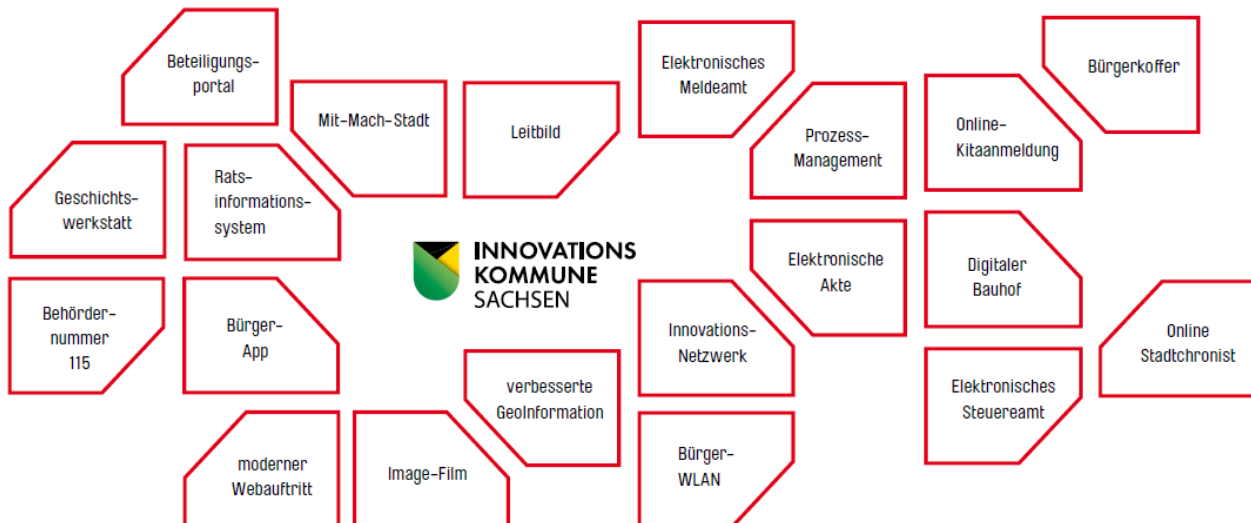 Beteiligungs-
portal
Mit-Mach-Stadt
Leitbild
Elektronisches
Meldeamt
Prozess-
Management
Online-
Kitaanmeldung
Bürgerkoffer
Geschichts-
werkstatt
Rats-
informations-
system
INNOVATIONS
KOMMUNE
SACHSEN
Elektronische
Akte
Digitaler
Bauhof
Behörder-
nummer
115
Bürger-
App
Innovations-
Netzwerk
Online
Stadtchronist
verbesserte
GeoInformation
Elektronisches
Steuereamt
moderner
Webauftritt
Image-Film
Bürger-
WLAN